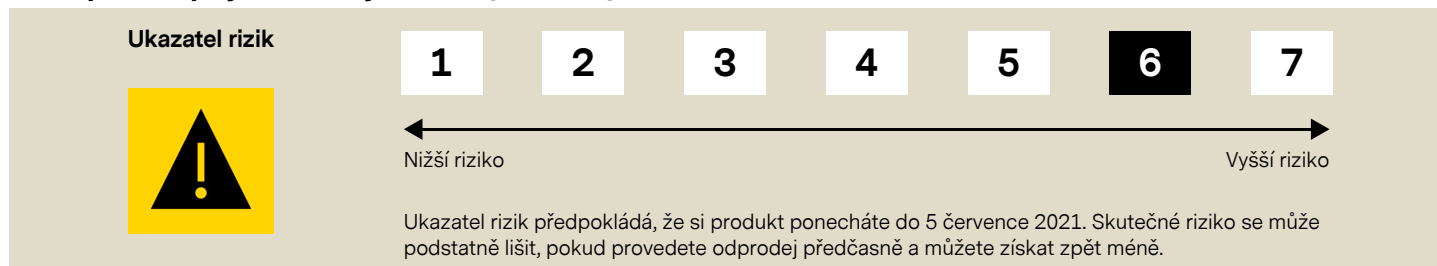 Ukazatel rizik
1 2 3 4 5 6 7
Nižší riziko Vyšší riziko
Ukazatel rizik předpokládá, že si produkt ponecháte do 5 července 2021. Skutečné riziko se může
podstatně lišit, pokud provedete odprodej předčasně a můžete získat zpět méně.